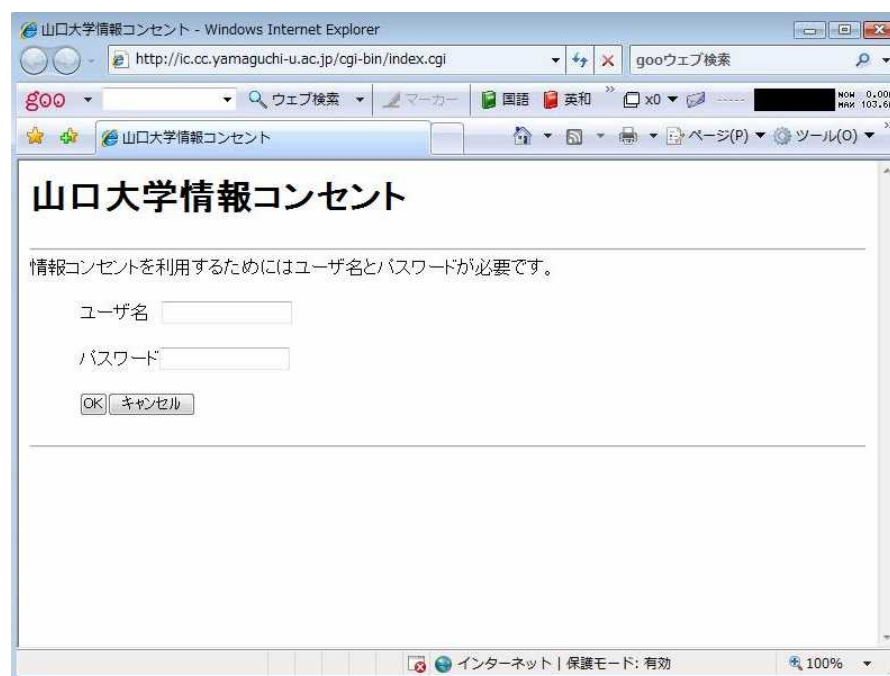 山口大学情報コンセント - Windows Internet Explorer
http://ic.cc.yamaguchi-u.ac.jp/cgi-bin/index.cgi gooウェブ検索
goo ウェブ検索 マーカー 国語 英和 » x0 ----- NOW 0.00 MAX 103.6
山口大学情報コンセント ページ(P) ツール(O) »
山口大学情報コンセント
情報コンセントを利用するためにはユーザ名とパスワードが必要です。
ユーザ名
パスワード
OK キャンセル
インターネット | 保護モード: 有効 100%